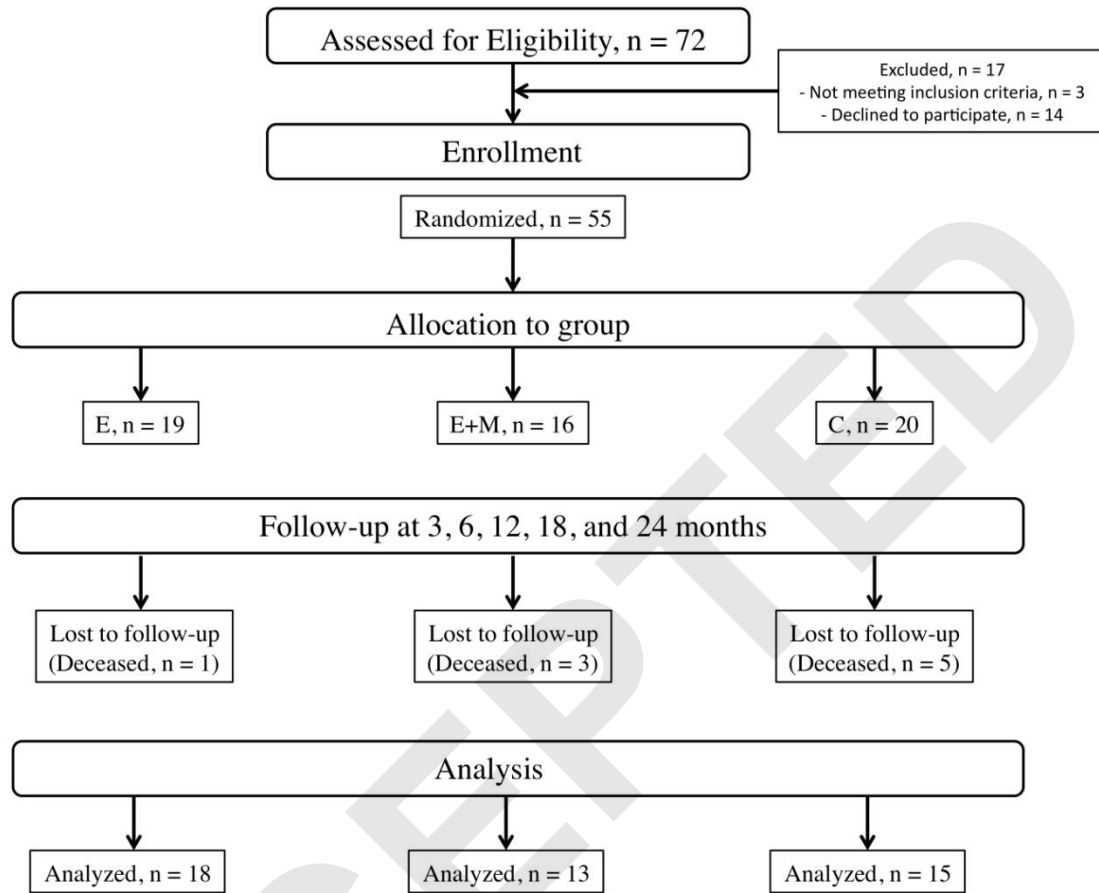 Assessed for Eligibility, n = 72
Excluded, n = 17
- Not meeting inclusion criteria, n = 3
- Declined to participate, n = 14
Enrollment
Randomized, n = 55
Allocation to group
E, n = 19
E+M, n = 16
C, n = 20
Follow-up at 3, 6, 12, 18, and 24 months
Lost to follow-up
(Deceased, n = 1)
Lost to follow-up
(Deceased, n = 3)
Lost to follow-up
(Deceased, n = 5)
Analysis
Analyzed, n = 18
Analyzed, n = 13
Analyzed, n = 15